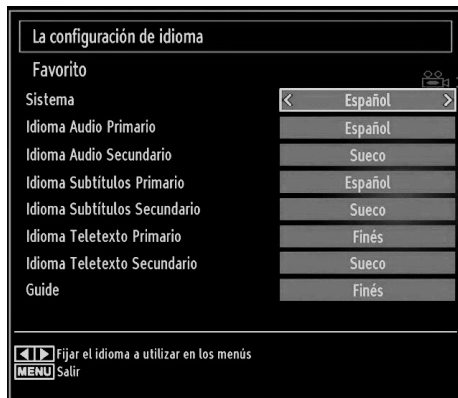 La configuración de idioma
Favorito
Sistema < Español >
Idioma Audio Primario Español
Idioma Audio Secundario Sueco
Idioma Subtítulos Primario Español
Idioma Subtítulos Secundario Sueco
Idioma Teletexto Primario Finés
Idioma Teletexto Secundario Sueco
Guide Finés
Fijar el idioma a utilizar en los menús
MENU Salir